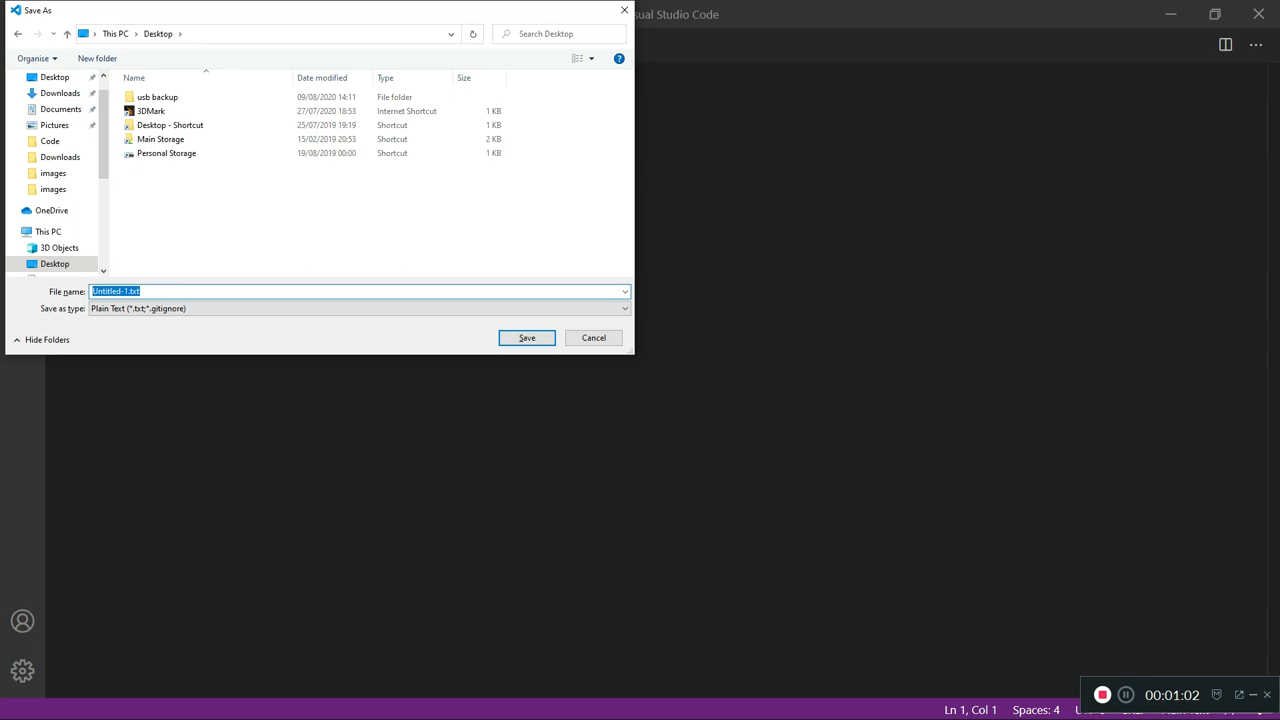 Save As
sual Studio Code
This PC
Desktop
Search Desktop
Organise
New folder
Name
Date modified
Type
Size
Desktop
Downloads
Documents
Pictures
Code
Downloads
images
images
OneDrive
This PC
3D Objects
Desktop
usb backup 09/08/2020 14:11 File folder
3DMark 27/07/2020 18:53 Internet Shortcut 1 KB
Desktop - Shortcut 25/07/2019 19:19 Shortcut 1 KB
Main Storage 15/02/2019 20:53 Shortcut 2 KB
Personal Storage 19/08/2019 00:00 Shortcut 1 KB
File name: Untitled-1.txt
Save as type: Plain Text (*.txt;*.gitignore)
Hide Folders
Save
Cancel
00:01:02
Ln 1, Col 1
Spaces: 4